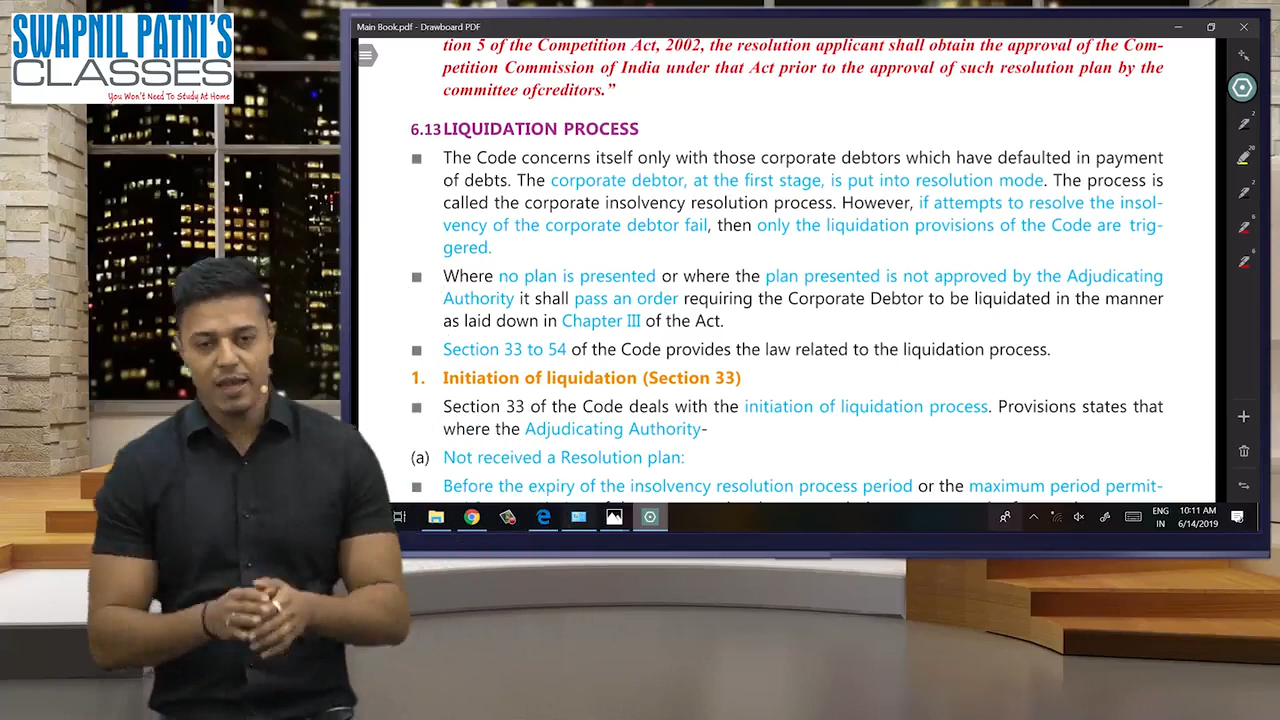 SWAPNIL PATNI'S
CLASSES
You Won't Need To Study At Home
Main Book.pdf - Drawboard PDF
tion 5 of the Competition Act, 2002, the resolution applicant shall obtain the approval of the Com-
petition Commission of India under that Act prior to the approval of such resolution plan by the
committee ofcreditors.”
6.13 LIQUIDATION PROCESS
■ The Code concerns itself only with those corporate debtors which have defaulted in payment
of debts. The corporate debtor, at the first stage, is put into resolution mode. The process is
called the corporate insolvency resolution process. However, if attempts to resolve the insol-
vency of the corporate debtor fail, then only the liquidation provisions of the Code are trig-
gered.
■ Where no plan is presented or where the plan presented is not approved by the Adjudicating
Authority it shall pass an order requiring the Corporate Debtor to be liquidated in the manner
as laid down in Chapter III of the Act.
■ Section 33 to 54 of the Code provides the law related to the liquidation process.
1. Initiation of liquidation (Section 33)
■ Section 33 of the Code deals with the initiation of liquidation process. Provisions states that
where the Adjudicating Authority-
(a) Not received a Resolution plan:
■ Before the expiry of the insolvency resolution process period or the maximum period permit-
ENG
IN
10:11 AM
6/14/2019